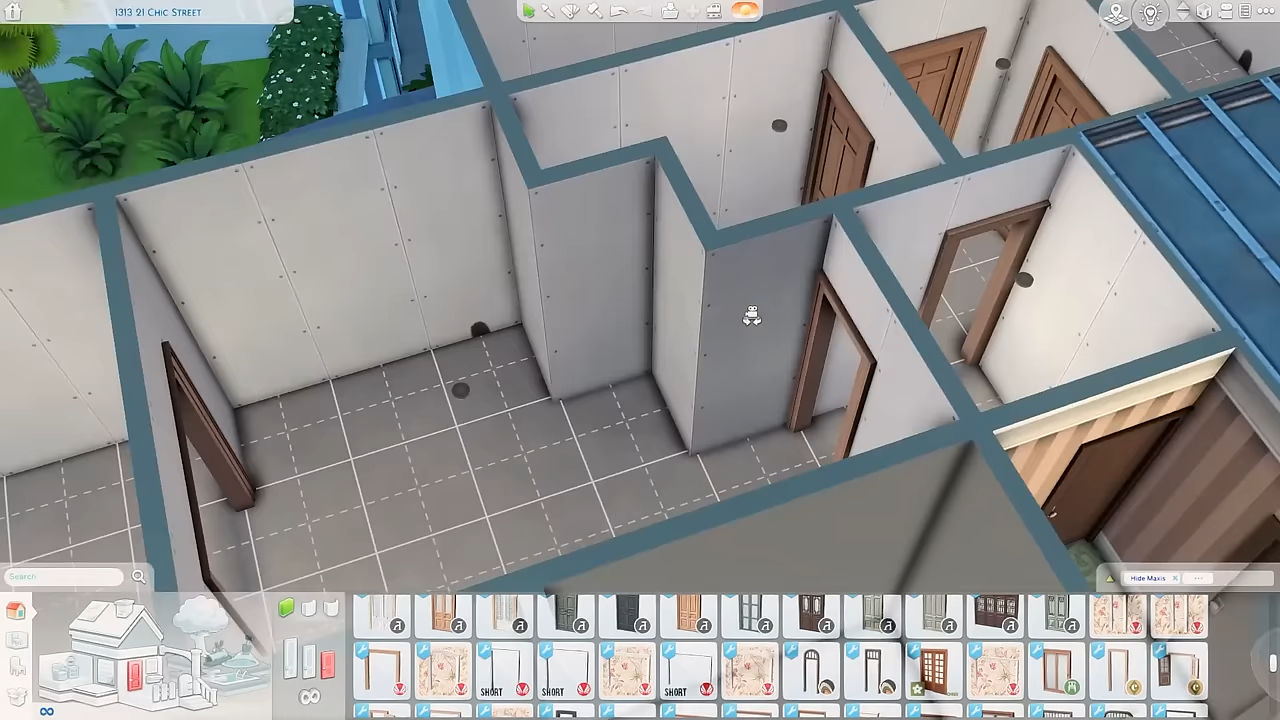 1313 21 CHIC STREET
Search
Hide Maxis
SHORT
SHORT
SHORT